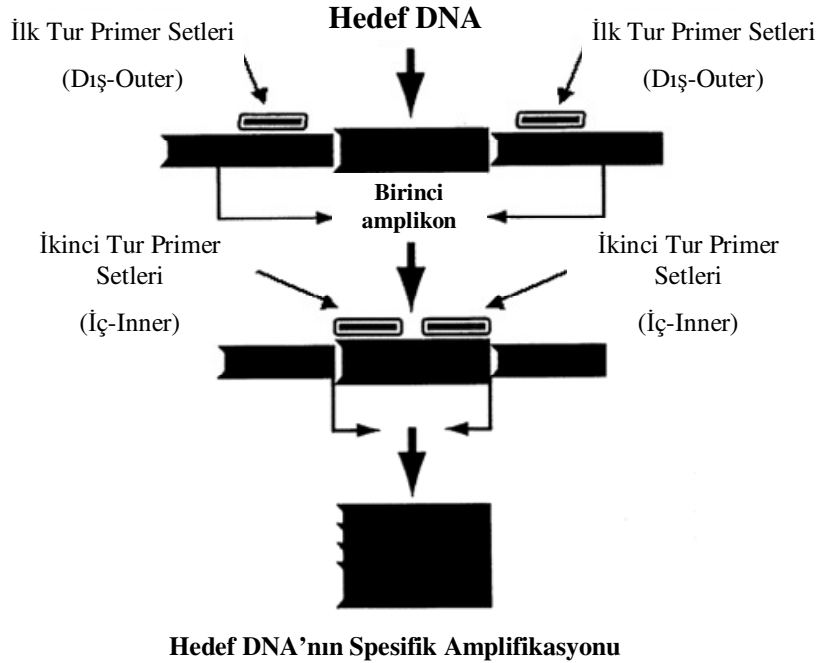 Hedef DNA
İlk Tur Primer Setleri
(Dış-Outer)
İlk Tur Primer Setleri
(Dış-Outer)
Birinci
amplikon
İkinci Tur Primer
Setleri
(İç-Inner)
İkinci Tur Primer
Setleri
(İç-Inner)
Hedef DNA’nın Spesifik Amplifikasyonu